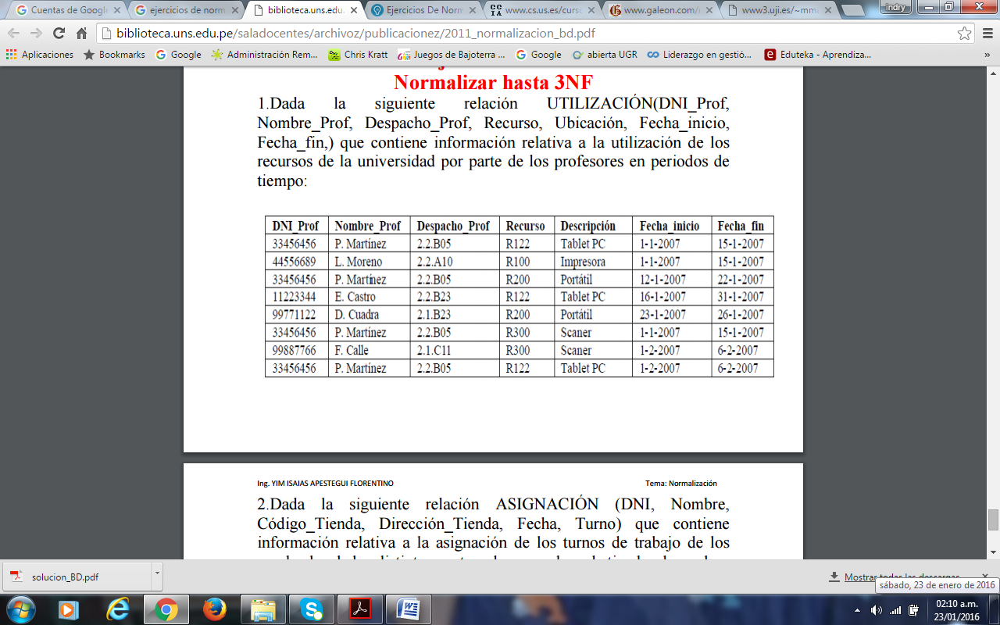 Cuentas de Google
ejercicios de norm
biblioteca.uns.edu.
Ejercicios De Norm
www.cs.us.es/curso
www.galeon.com/
www3.uji.es/~mma
indry
biblioteca.uns.edu.pe/saladocentes/archivoz/publicacionez/2011_normalizacion_bd.pdf
Aplicaciones
Bookmarks
Google
Administración Rem...
Chris Kratt
Juegos de Bajoterra ...
Google
abierta UGR
Liderazgo en gestió...
Eduteka - Aprendiza...
»
Normalizar hasta 3NF
1.Dada la siguiente relación UTILIZACIÓN(DNI_Prof,
Nombre_Prof, Despacho_Prof, Recurso, Ubicación, Fecha_inicio,
Fecha_fin,) que contiene información relativa a la utilización de los
recursos de la universidad por parte de los profesores en periodos de
tiempo:
DNI_Prof Nombre_Prof Despacho_Prof Recurso Descripción Fecha_inicio Fecha_fin
33456456 P. Martínez 2.2.B05 R122 Tablet PC 1-1-2007 15-1-2007
44556689 L. Moreno 2.2.A10 R100 Impresora 1-1-2007 15-1-2007
33456456 P. Martínez 2.2.B05 R200 Portátil 12-1-2007 22-1-2007
11223344 E. Castro 2.2.B23 R122 Tablet PC 16-1-2007 31-1-2007
99771122 D. Cuadra 2.1.B23 R200 Portátil 23-1-2007 26-1-2007
33456456 P. Martínez 2.2.B05 R300 Scaner 1-1-2007 15-1-2007
99887766 F. Calle 2.1.C11 R300 Scaner 1-2-2007 6-2-2007
33456456 P. Martínez 2.2.B05 R122 Tablet PC 1-2-2007 6-2-2007
Ing. YIM ISAIAS APESTEGUI FLORENTINO Tema: Normalización
2.Dada la siguiente relación ASIGNACIÓN (DNI, Nombre,
Código_Tienda, Dirección_Tienda, Fecha, Turno) que contiene
información relativa a la asignación de los turnos de trabajo de los
solucion_BD.pdf
Mostrar todas las descargas...
sábado, 23 de enero de 2016
02:10 a.m.
23/01/2016